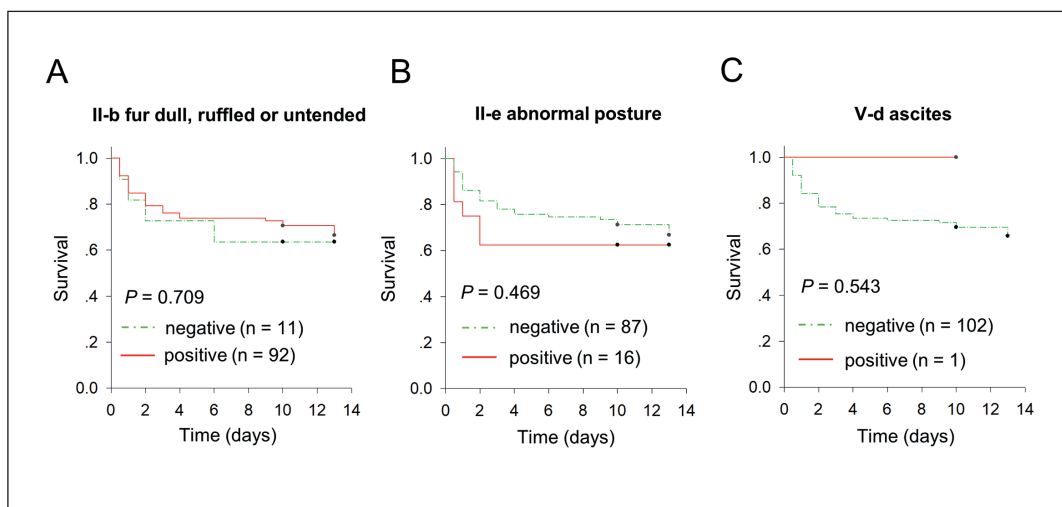 A
B
C
II-b fur dull, ruffled or untended
II-e abnormal posture
V-d ascites
Survival
1.0
.8
.6
.4
.2
0.0
P = 0.709
negative (n = 11)
positive (n = 92)
0 2 4 6 8 10 12 14
Time (days)
Survival
1.0
.8
.6
.4
.2
0.0
P = 0.469
negative (n = 87)
positive (n = 16)
0 2 4 6 8 10 12 14
Time (days)
Survival
1.0
.8
.6
.4
.2
0.0
P = 0.543
negative (n = 102)
positive (n = 1)
0 2 4 6 8 10 12 14
Time (days)